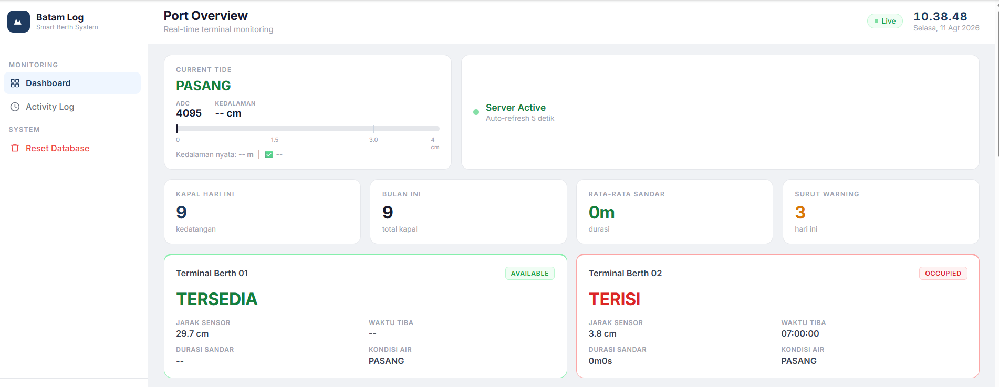 Batam Log
Smart Berth System
MONITORING
Dashboard
Activity Log
SYSTEM
Reset Database
Port Overview
Real-time terminal monitoring
Live
10.38.48
Selasa, 11 Agt 2026
CURRENT TIDE
PASANG
ADC KEDALAMAN
4095 -- cm
0 1.5 3.0 4 cm
Kedalaman nyata: -- m | ✅ --
Server Active
Auto-refresh 5 detik
KAPAL HARI INI
9
kedatangan
BULAN INI
9
total kapal
RATA-RATA SANDAR
0m
durasi
SURUT WARNING
3
hari ini
Terminal Berth 01 AVAILABLE
TERSEDIA
JARAK SENSOR WAKTU TIBA
29.7 cm --
DURASI SANDAR KONDISI AIR
-- PASANG
Terminal Berth 02 OCCUPIED
TERISI
JARAK SENSOR WAKTU TIBA
3.8 cm 07:00:00
DURASI SANDAR KONDISI AIR
0m0s PASANG